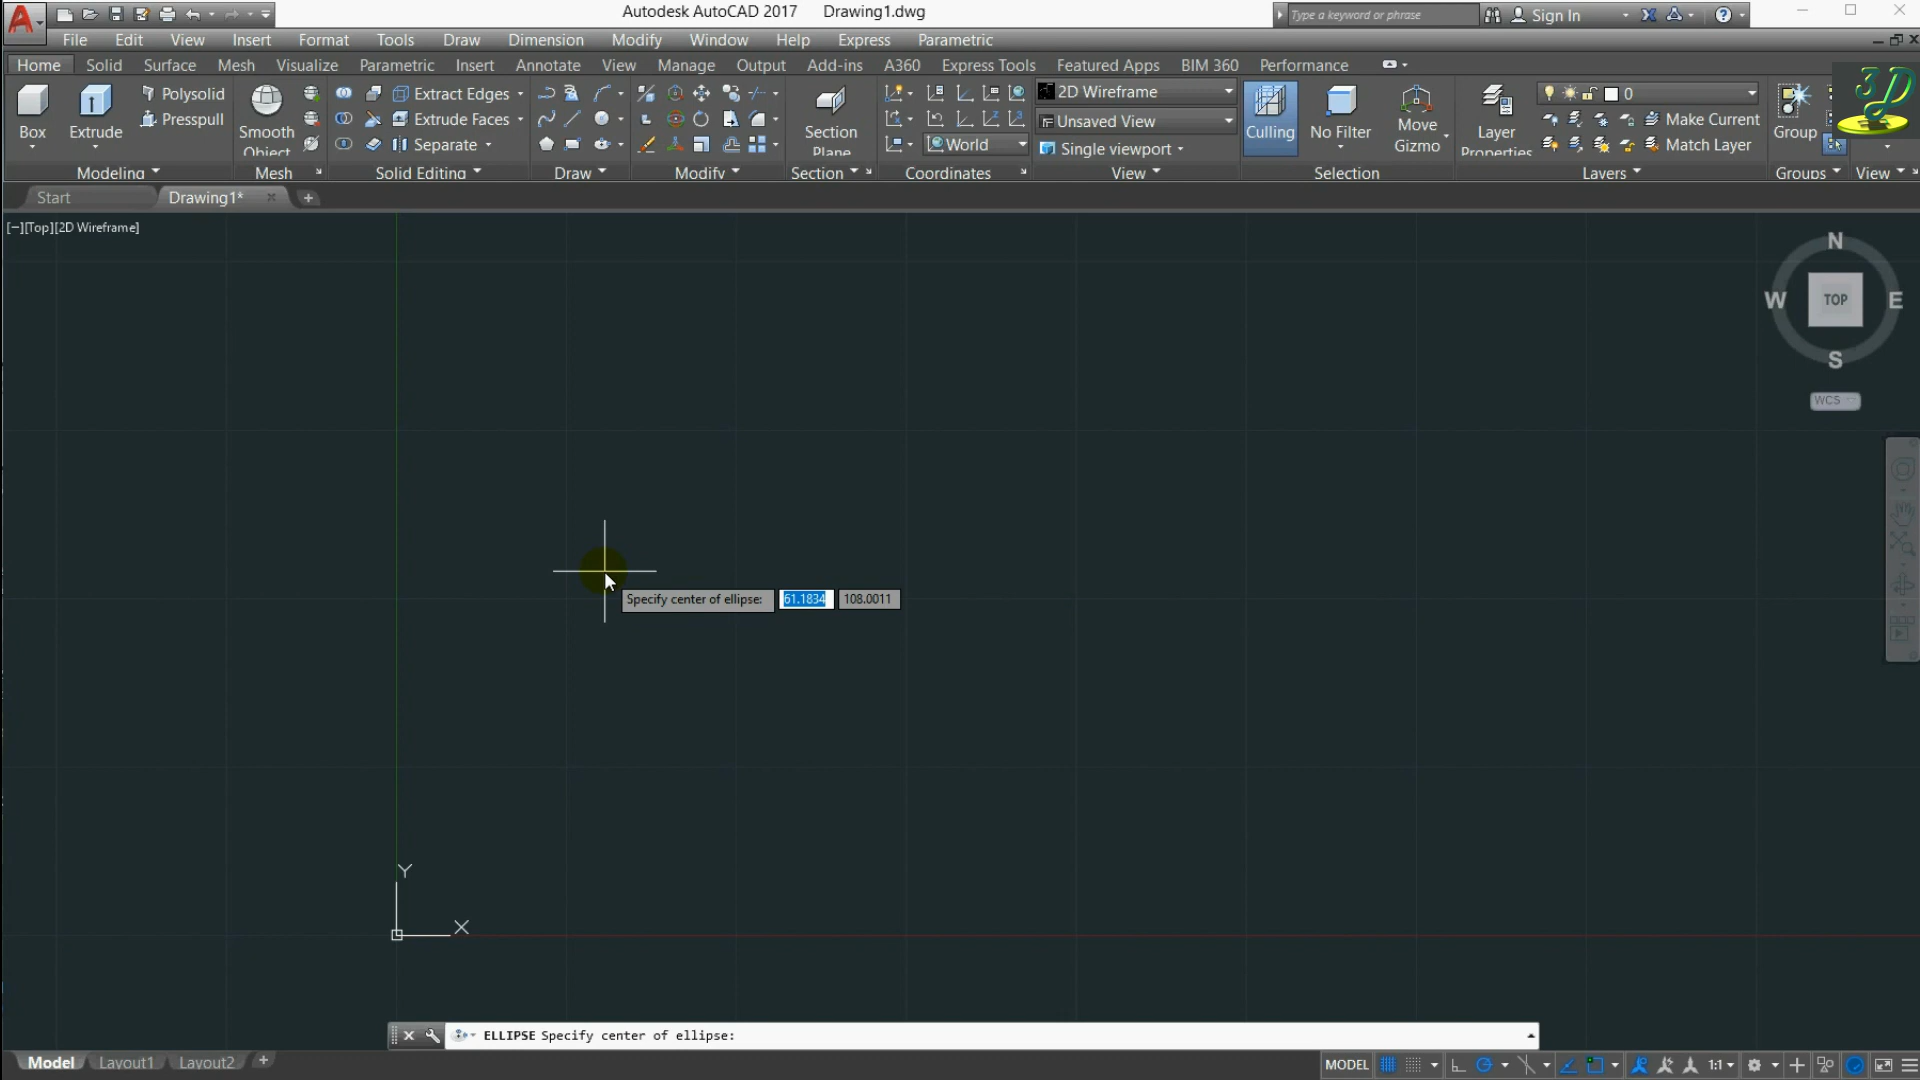 Autodesk AutoCAD 2017 Drawing1.dwg
Type a keyword or phrase
Sign In
File Edit View Insert Format Tools Draw Dimension Modify Window Help Express Parametric
Home Solid Surface Mesh Visualize Parametric Insert Annotate View Manage Output Add-ins A360 Express Tools Featured Apps BIM 360 Performance
Polysolid
Presspull
Box
Extrude
Smooth
Object
Extract Edges
Extrude Faces
Separate
Section
Plane
World
2D Wireframe
Unsaved View
Single viewport
Culling
No Filter
Move
Gizmo
Layer
Properties
0
Make Current
Match Layer
Group
3D
Modeling Mesh Solid Editing Draw Modify Section Coordinates View Selection Layers Groups View
Start Drawing1*
[−][Top][2D Wireframe]
N
W TOP E
S
WCS
Specify center of ellipse: 61.1834 108.0011
Y
X
ELLIPSE Specify center of ellipse:
Model Layout1 Layout2
MODEL 1:1